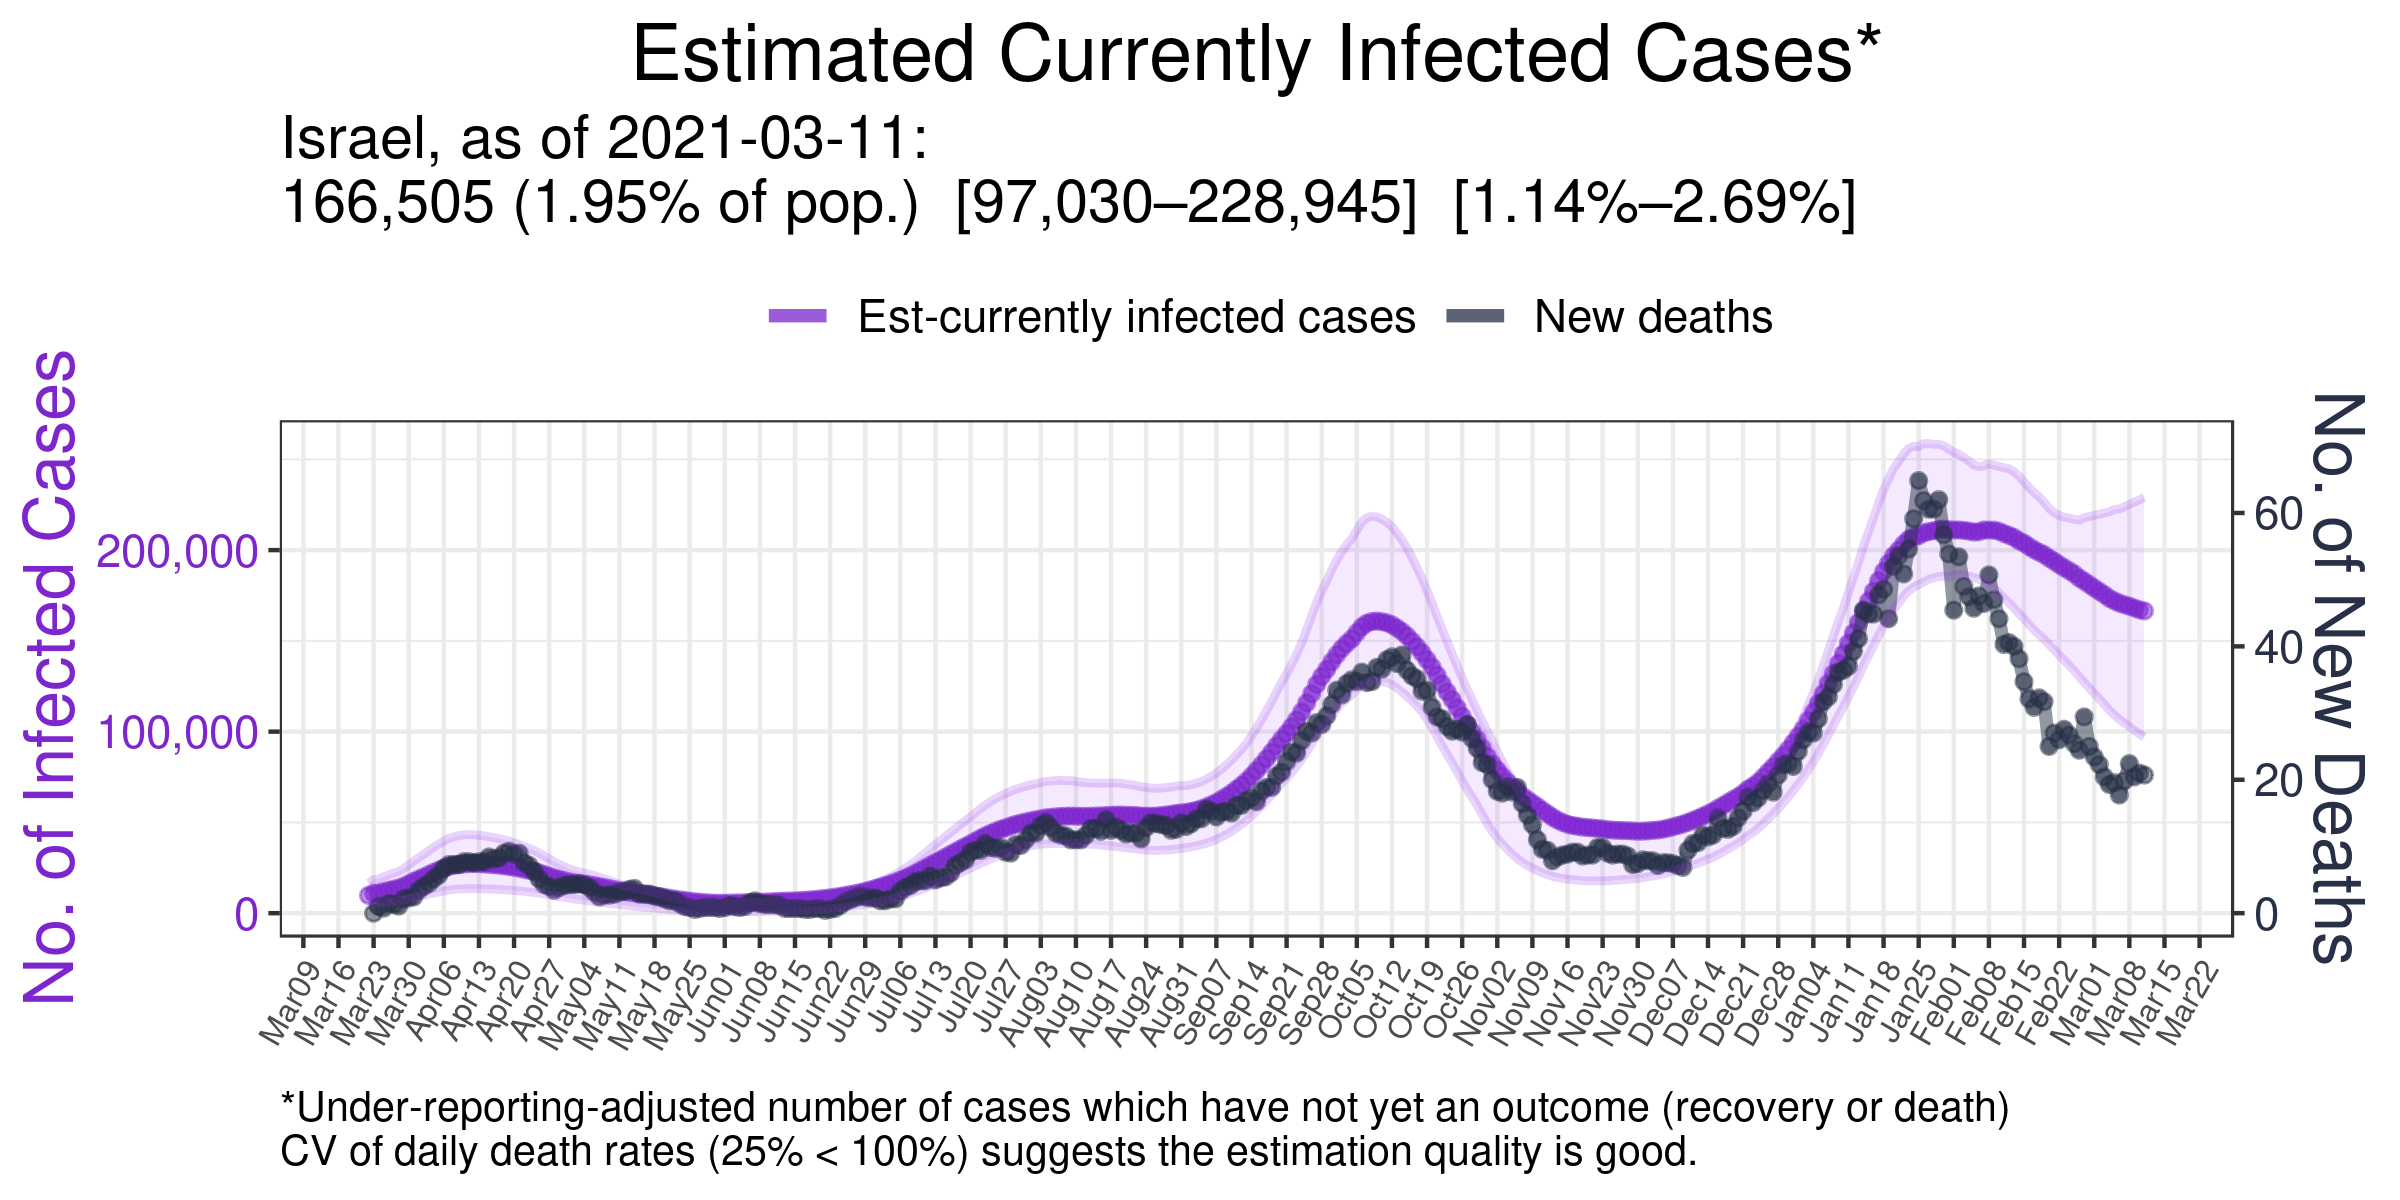 Estimated Currently Infected Cases*
Israel, as of 2021-03-11:
166,505 (1.95% of pop.)  [97,030–228,945]  [1.14%–2.69%]
Est-currently infected cases
New deaths
No. of Infected Cases
200,000
100,000
0
No. of New Deaths
60
40
20
0
Mar09
Mar16
Mar23
Mar30
Apr06
Apr13
Apr20
Apr27
May04
May11
May18
May25
Jun01
Jun08
Jun15
Jun22
Jun29
Jul06
Jul13
Jul20
Jul27
Aug03
Aug10
Aug17
Aug24
Aug31
Sep07
Sep14
Sep21
Sep28
Oct05
Oct12
Oct19
Oct26
Nov02
Nov09
Nov16
Nov23
Nov30
Dec07
Dec14
Dec21
Dec28
Jan04
Jan11
Jan18
Jan25
Feb01
Feb08
Feb15
Feb22
Mar01
Mar08
Mar15
Mar22
*Under-reporting-adjusted number of cases which have not yet an outcome (recovery or death)
CV of daily death rates (25% < 100%) suggests the estimation quality is good.